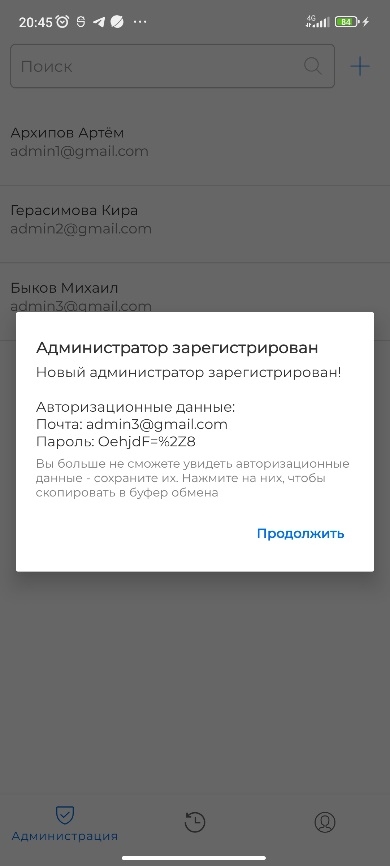 20:45
4G
84
Поиск
Архипов Артём
admin1@gmail.com
Герасимова Кира
admin2@gmail.com
Быков Михаил
admin3@gmail.com
Администратор зарегистрирован
Новый администратор зарегистрирован!
Авторизационные данные:
Почта: admin3@gmail.com
Пароль: OehjdF=%2Z8
Вы больше не сможете увидеть авторизационные
данные - сохраните их. Нажмите на них, чтобы
скопировать в буфер обмена
Продолжить
Администрация